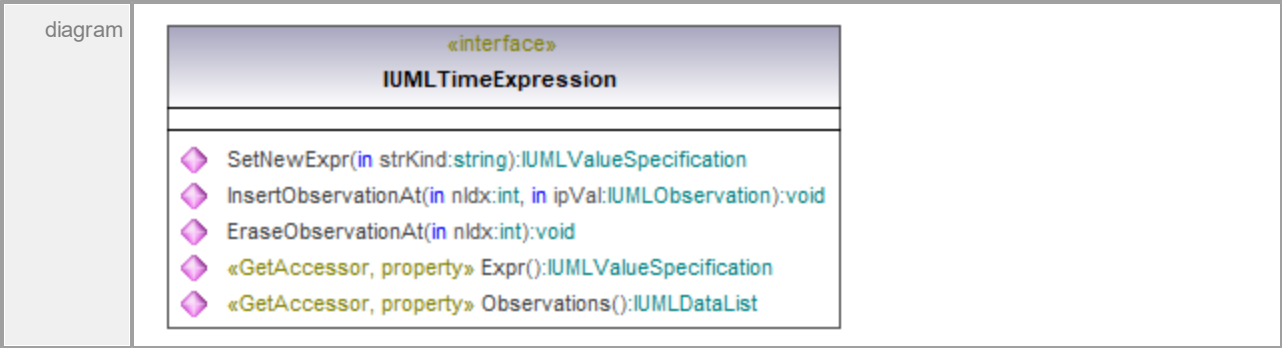 diagram
«interface»
IUMLTimeExpression
SetNewExpr(in strKind:string):IUMLValueSpecification
InsertObservationAt(in nIdx:int, in ipVal:IUMLObservation):void
EraseObservationAt(in nIdx:int):void
«GetAccessor, property» Expr():IUMLValueSpecification
«GetAccessor, property» Observations():IUMLDataList